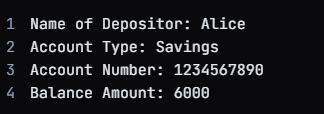 1 Name of Depositor: Alice
2 Account Type: Savings
3 Account Number: 1234567890
4 Balance Amount: 6000